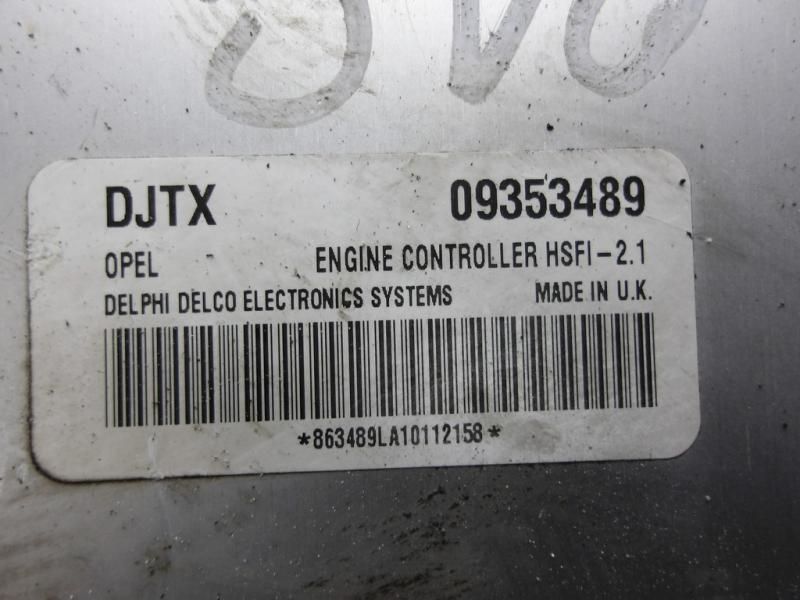 DJTX 09353489
OPEL ENGINE CONTROLLER HSFI-2.1
DELPHI DELCO ELECTRONICS SYSTEMS MADE IN U.K.
*863489LA10112158*